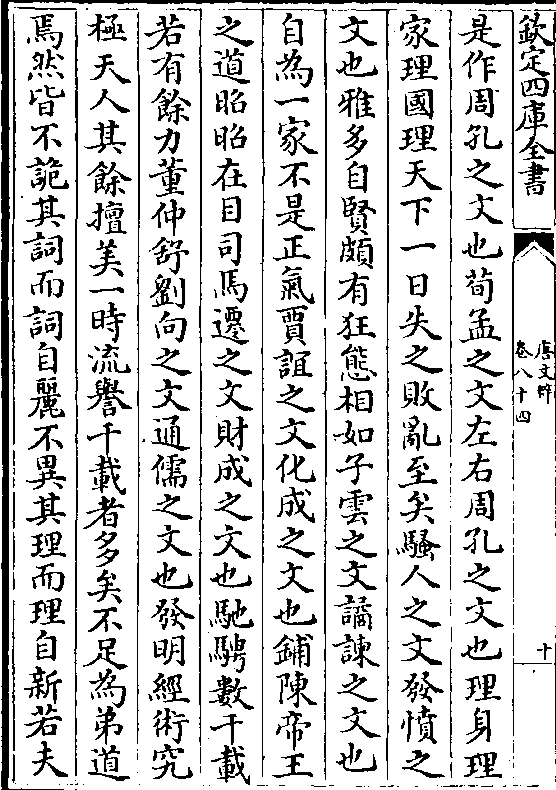 欽定四庫全書
唐文粹
卷八十四
十
是作周孔之文也荀孟之文左右周孔之文也理身理
家理國理天下一日失之敗亂至矣騷人之文發憤之
文也雅多自賢頗有狂態相如子雲之文譎諫之文也
自為一家不是正氣賈誼之文化成之文也鋪陳帝王
之道昭昭在目司馬遷之文財成之文也馳騁數千載
若有餘力董仲舒劉向之文通儒之文也發明經術究
極天人其餘擅美一時流譽千載者多矣不足為弟道
焉然皆不詭其詞而詞自麗不異其理而理自新若夫